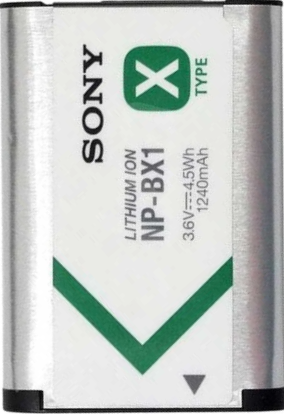 SONY
X
TYPE
LITHIUM ION
NP-BX1
3.6V⎓4.5Wh
1240mAh